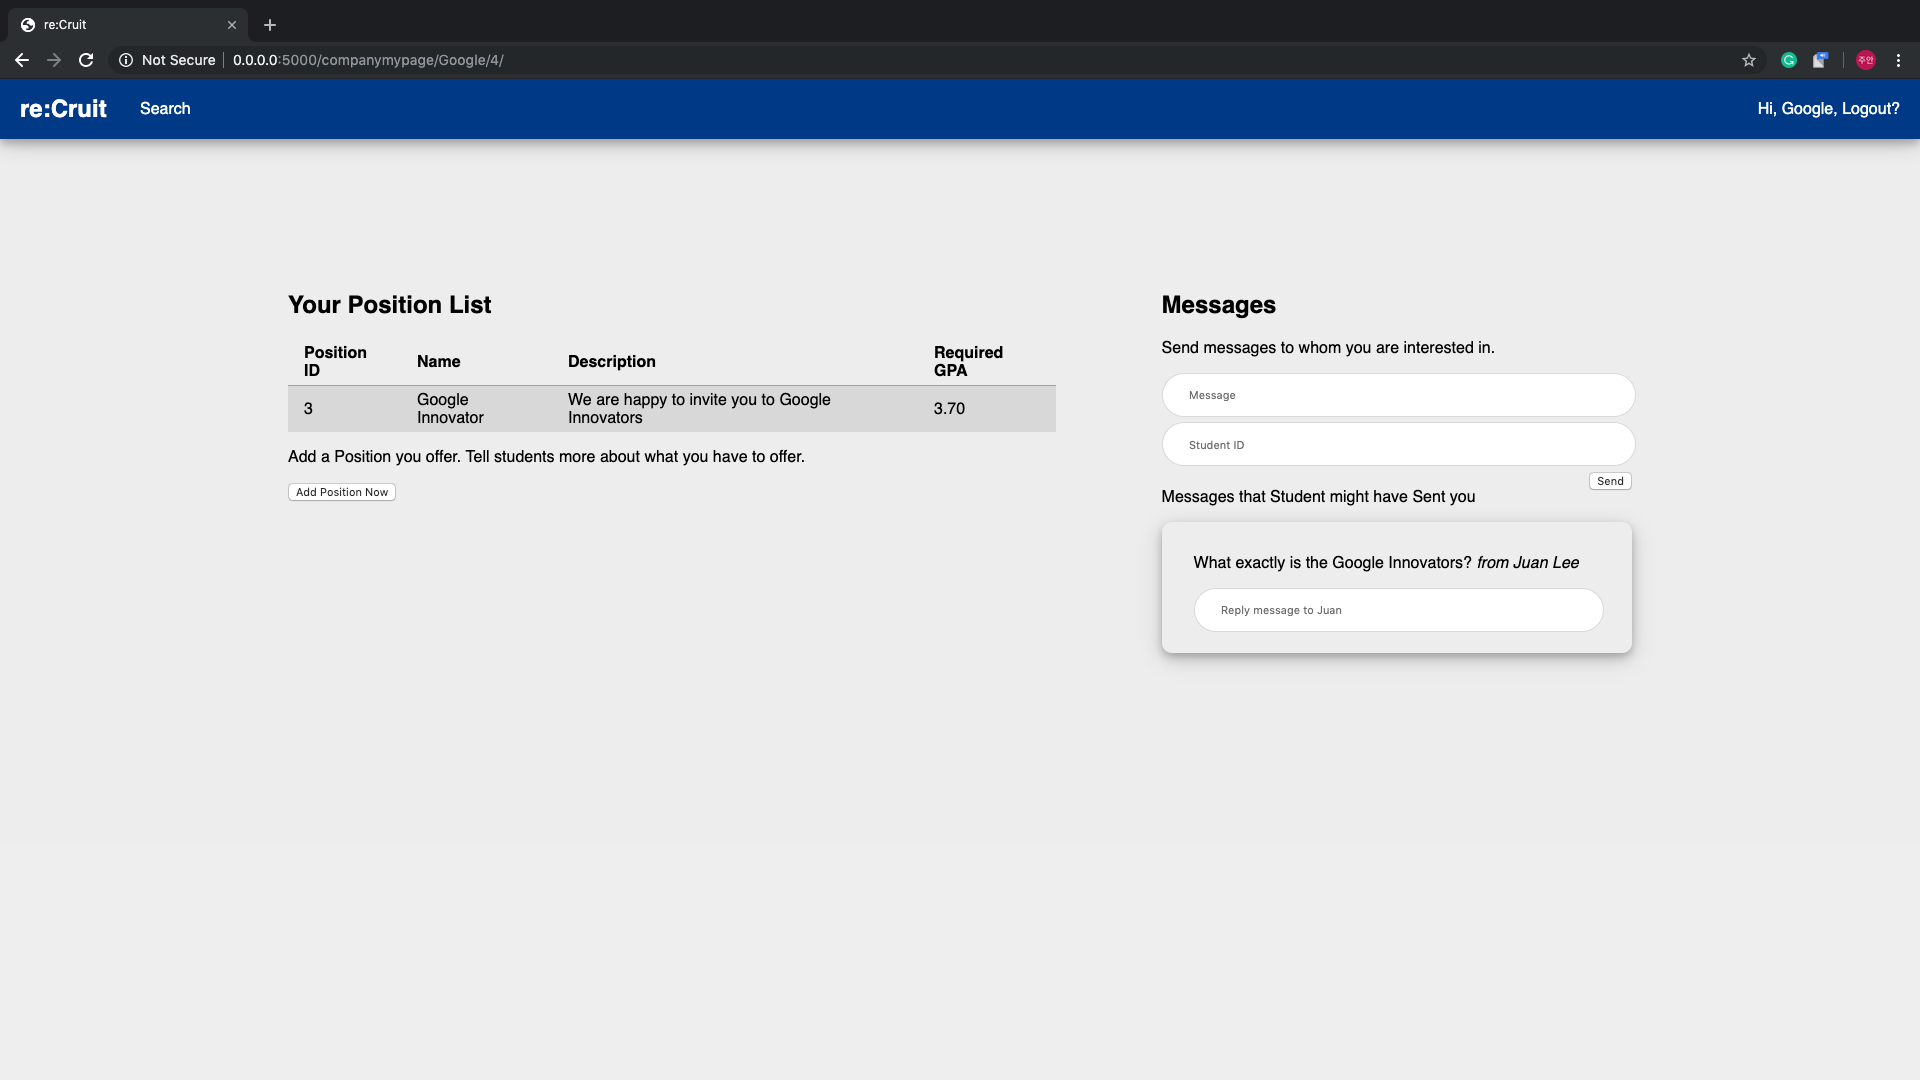 re:Cruit
Not Secure 0.0.0.0:5000/companymypage/Google/4/
주안
re:Cruit Search Hi, Google, Logout?
Your Position List
Position ID Name Description Required GPA
3 Google Innovator We are happy to invite you to Google Innovators 3.70
Add a Position you offer. Tell students more about what you have to offer.
Add Position Now
Messages
Send messages to whom you are interested in.
Message
Student ID
Send
Messages that Student might have Sent you
What exactly is the Google Innovators? from Juan Lee
Reply message to Juan